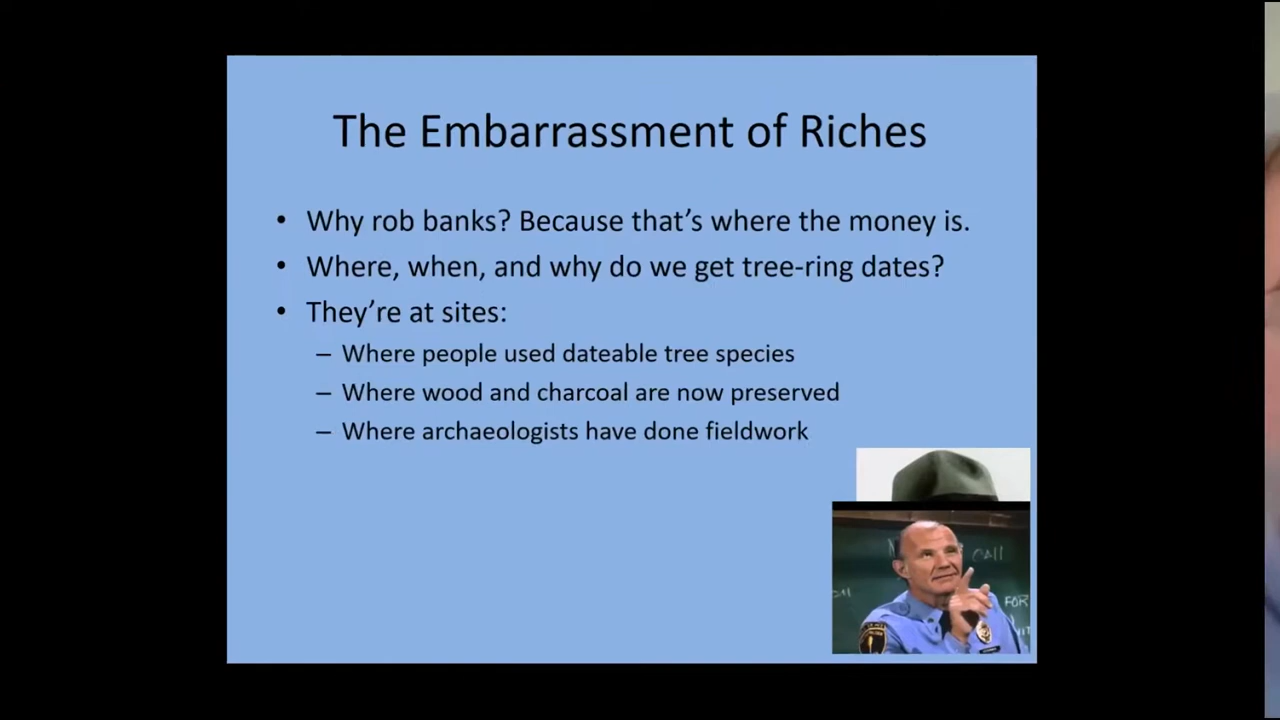 The Embarrassment of Riches
• Why rob banks? Because that’s where the money is.
• Where, when, and why do we get tree-ring dates?
• They’re at sites:
– Where people used dateable tree species
– Where wood and charcoal are now preserved
– Where archaeologists have done fieldwork
FOR